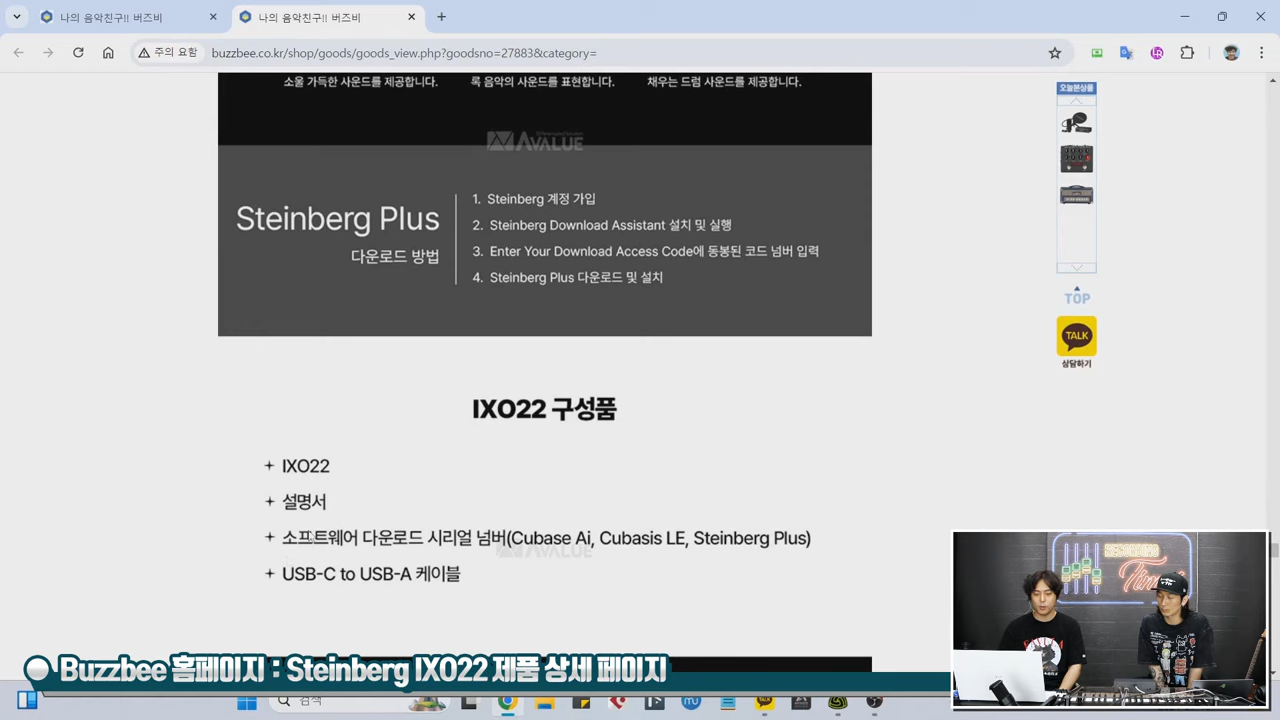 나의 음악친구!! 버즈비
나의 음악친구!! 버즈비
주의 요함
buzzbee.co.kr/shop/goods/goods_view.php?goodsno=27883&category=
소울 가득한 사운드를 제공합니다.
록 음악의 사운드를 표현합니다.
채우는 드럼 사운드를 제공합니다.
AVALUE
Steinberg Plus
다운로드 방법
1. Steinberg 계정 가입
2. Steinberg Download Assistant 설치 및 실행
3. Enter Your Download Access Code에 동봉된 코드 넘버 입력
4. Steinberg Plus 다운로드 및 설치
오늘본상품
TOP
TALK
상담하기
IXO22 구성품
+ IXO22
+ 설명서
+ 소프트웨어 다운로드 시리얼 넘버(Cubase Ai, Cubasis LE, Steinberg Plus)
AVALUE
+ USB-C to USB-A 케이블
RECORDING
Time
Buzzbee 홈페이지 : Steinberg IXO22 제품 상세 페이지
검색